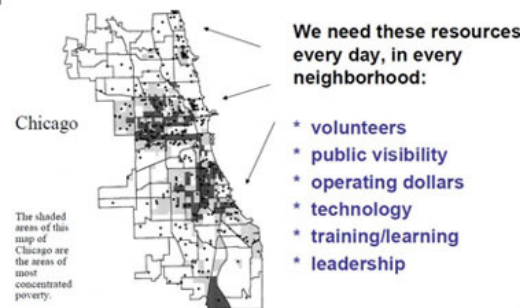 We need these resources
every day, in every
neighborhood:
Chicago
* volunteers
* public visibility
* operating dollars
* technology
* training/learning
* leadership
The shaded
areas of this
map of
Chicago are
the areas of
most
concentrated
poverty.